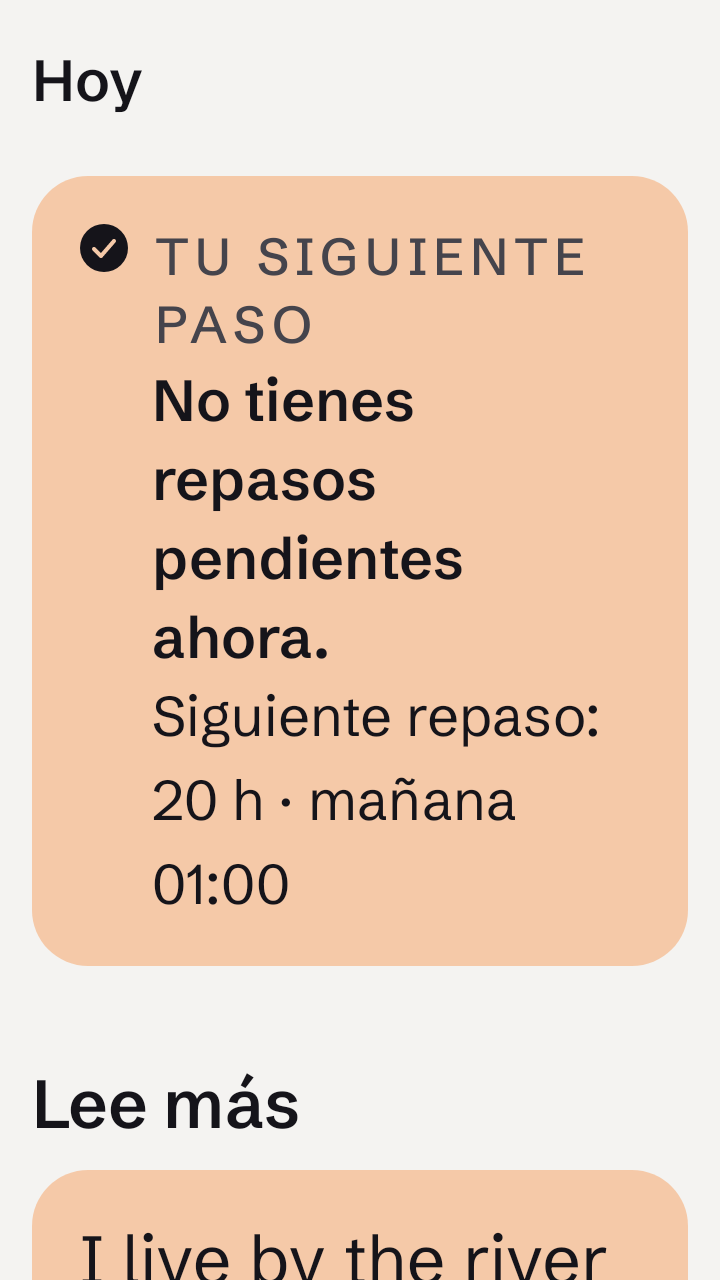 Hoy
TU SIGUIENTE
PASO
No tienes
repasos
pendientes
ahora.
Siguiente repaso:
20 h · mañana
01:00
Lee más
I live by the river